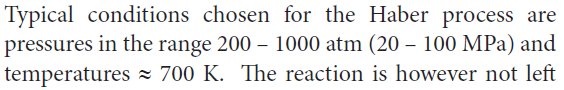 Typical conditions chosen for the Haber process are
pressures in the range 200 – 1000 atm (20 – 100 MPa) and
temperatures ≈ 700 K. The reaction is however not left